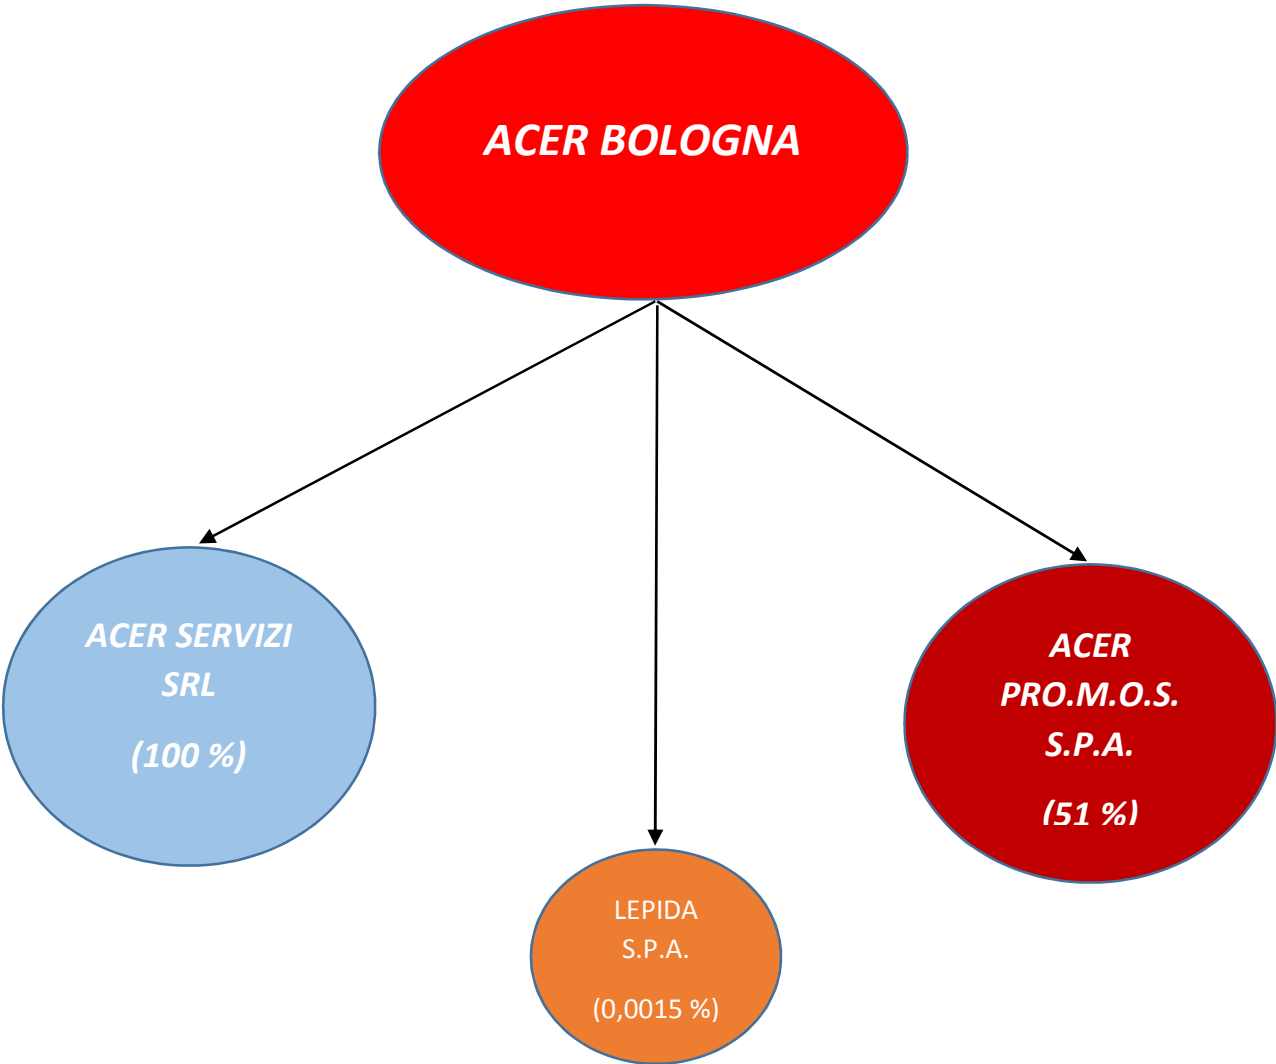 ACER BOLOGNA
ACER SERVIZI
SRL
(100 %)
ACER
PRO.M.O.S.
S.P.A.
(51 %)
LEPIDA
S.P.A.
(0,0015 %)